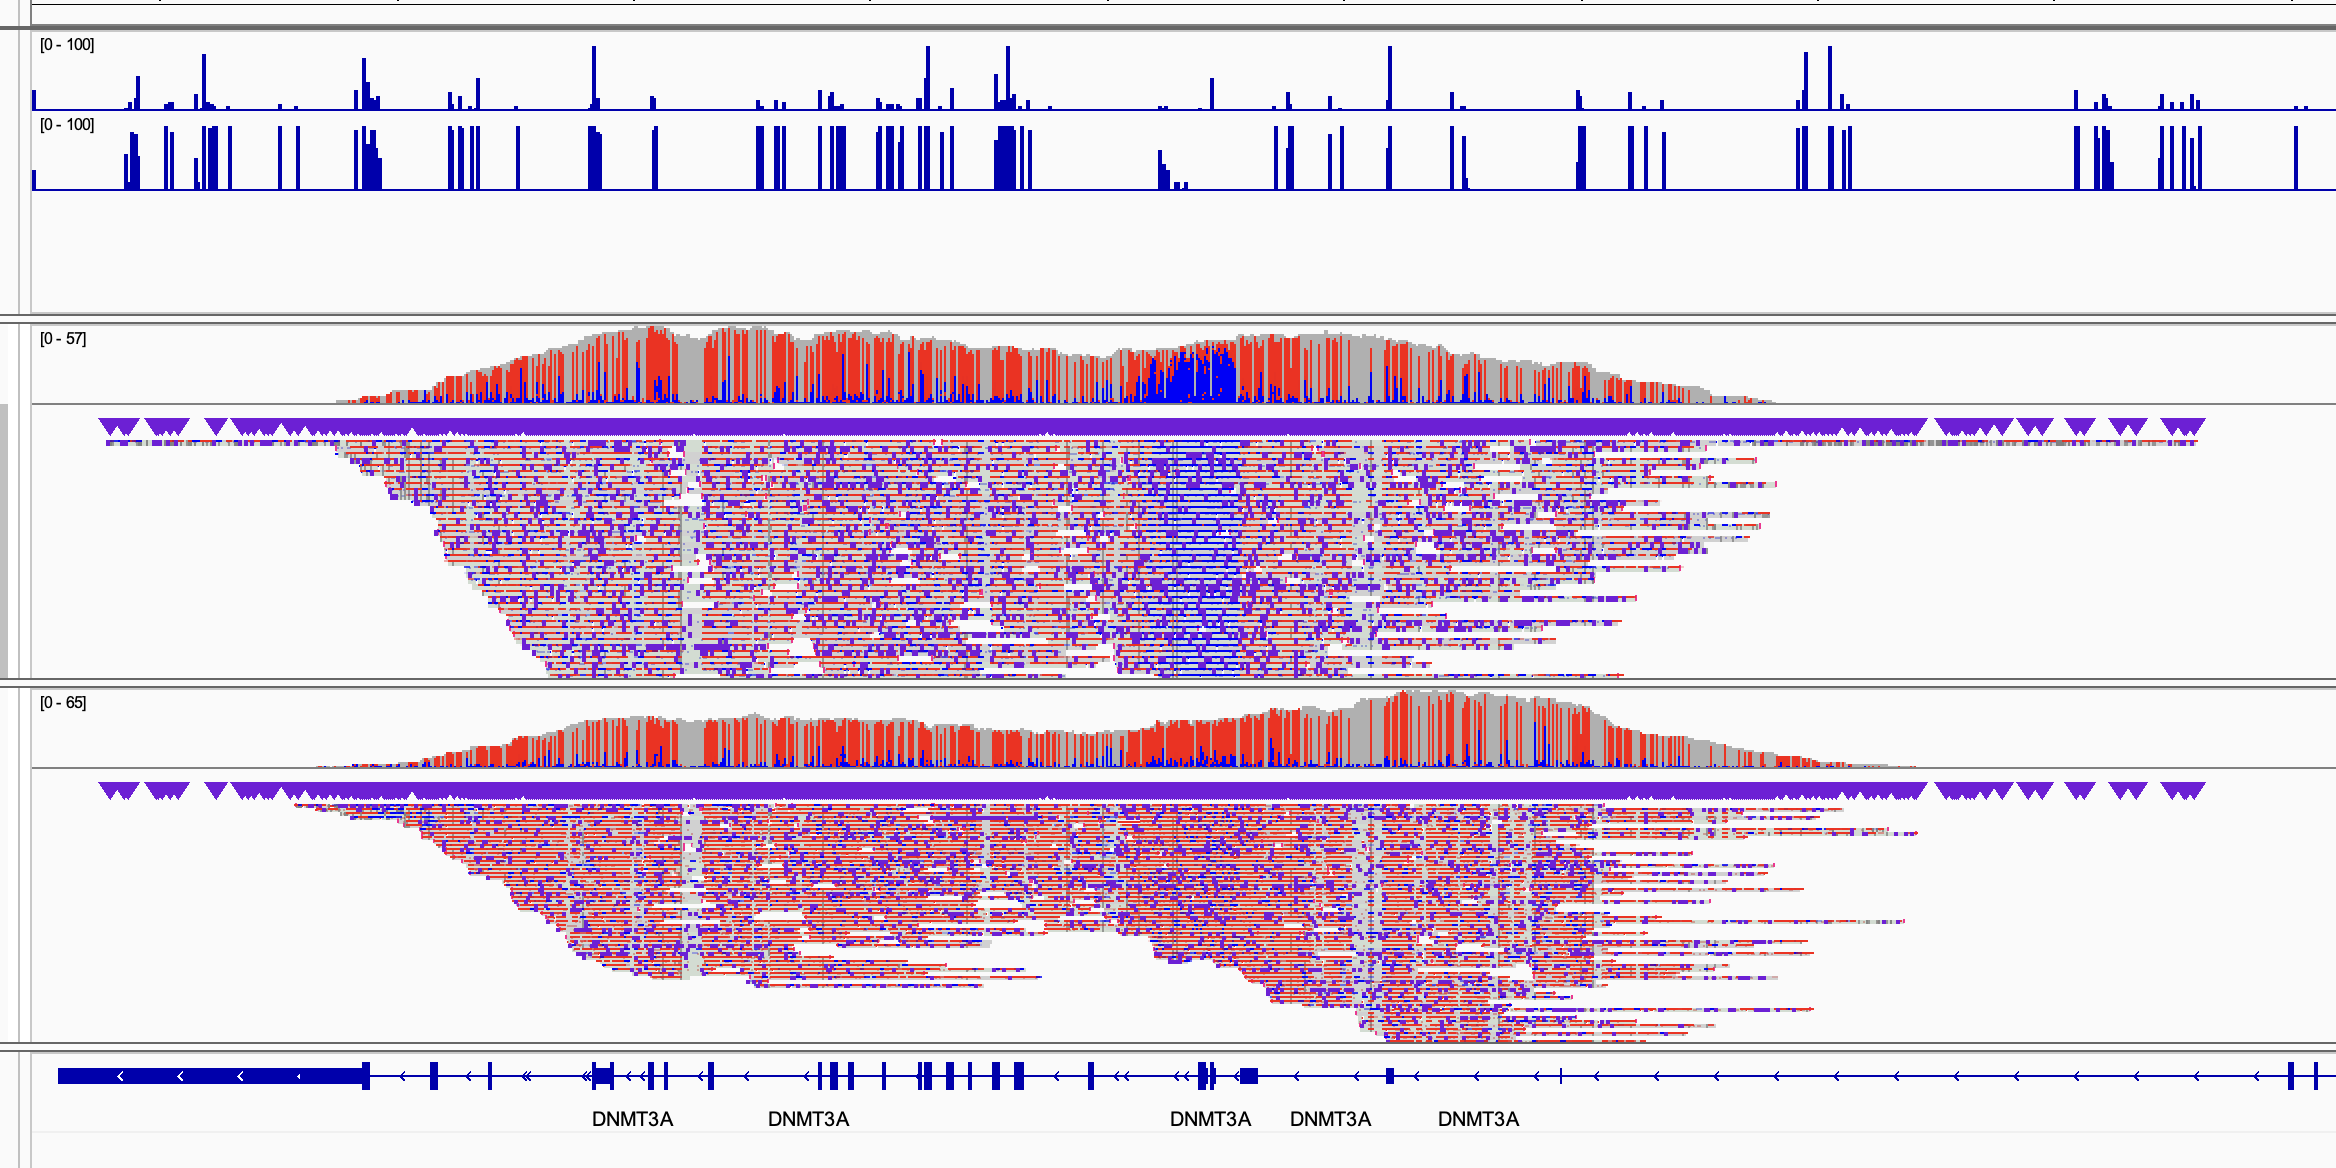 [0 - 100]
[0 - 100]
[0 - 57]
[0 - 65]
DNMT3A DNMT3A DNMT3A DNMT3A DNMT3A